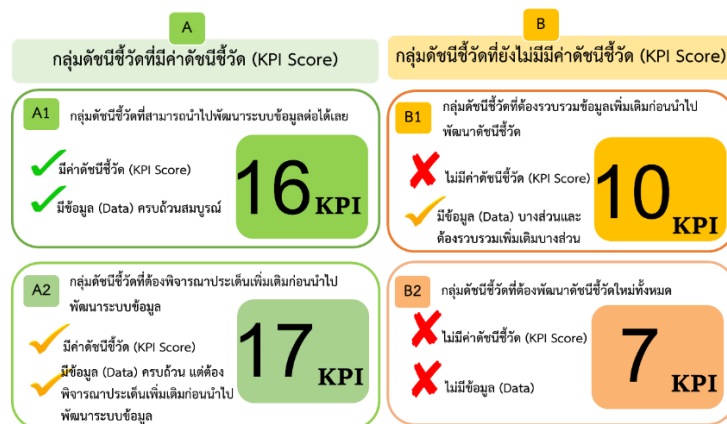 A
กลุ่มดัชนีชี้วัดที่มีค่าดัชนีชี้วัด (KPI Score)
A1
กลุ่มดัชนีชี้วัดที่สามารถนำไปพัฒนาระบบข้อมูลต่อได้เลย
มีค่าดัชนีชี้วัด (KPI Score)
มีข้อมูล (Data) ครบถ้วนสมบูรณ์
16 KPI
A2
กลุ่มดัชนีชี้วัดที่ต้องพิจารณาประเด็นเพิ่มเติมก่อนนำไป
พัฒนาระบบข้อมูล
มีค่าดัชนีชี้วัด (KPI Score)
มีข้อมูล (Data) ครบถ้วน แต่ต้อง
พิจารณาประเด็นเพิ่มเติมก่อนนำไป
พัฒนาระบบข้อมูล
17 KPI
B
กลุ่มดัชนีชี้วัดที่ยังไม่มีมีค่าดัชนีชี้วัด (KPI Score)
B1
กลุ่มดัชนีชี้วัดที่ต้องรวบรวมข้อมูลเพิ่มเติมก่อนนำไป
พัฒนาดัชนีชี้วัด
ไม่มีค่าดัชนีชี้วัด (KPI Score)
มีข้อมูล (Data) บางส่วนและ
ต้องรวบรวมเพิ่มเติมบางส่วน
10 KPI
B2
กลุ่มดัชนีชี้วัดที่ต้องพัฒนาดัชนีชี้วัดใหม่ทั้งหมด
ไม่มีค่าดัชนีชี้วัด (KPI Score)
ไม่มีข้อมูล (Data)
7 KPI